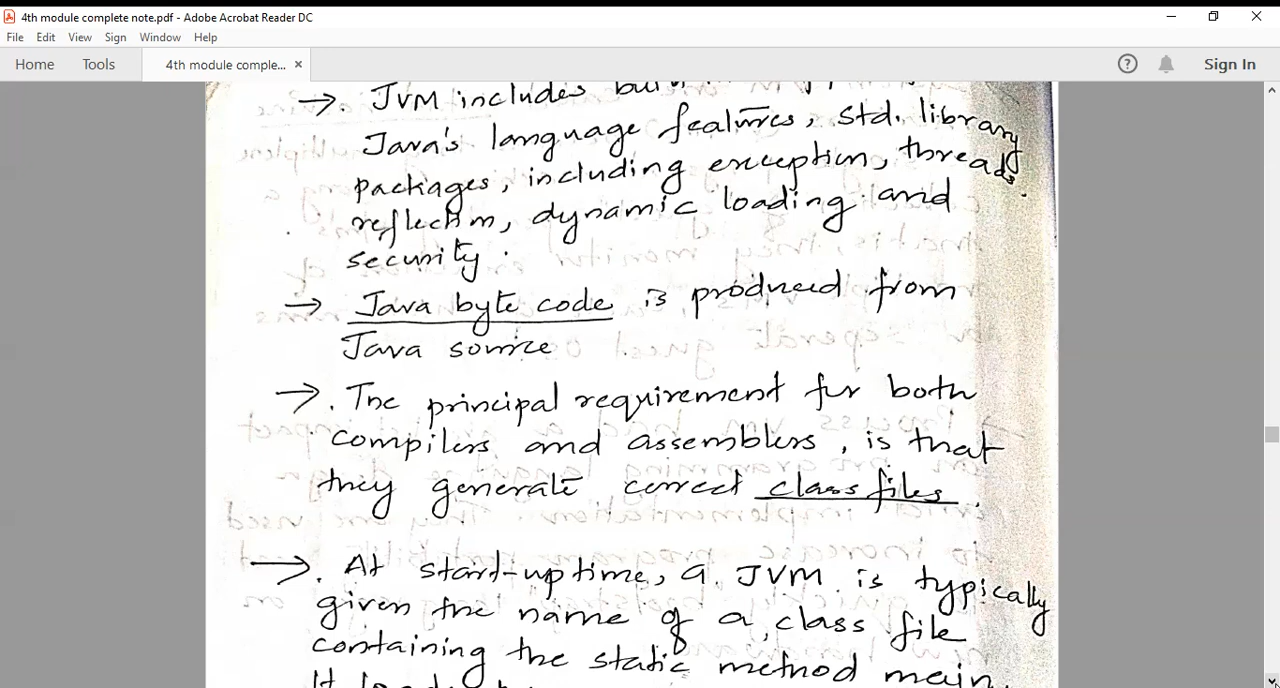 4th module complete note.pdf - Adobe Acrobat Reader DC
File Edit View Sign Window Help
Home Tools 4th module comple... × ? Sign In
→. JVM includes
Java's language features, std. library
packages, including exception, threads.
reflection, dynamic loading and
security.
→ Java byte code is produced from
Java source
→. The principal requirement for both
compilers and assemblers, is that
they generate correct class files.
→. At start-up time, a JVM is typically
given the name of a class file
containing the static method main.
It